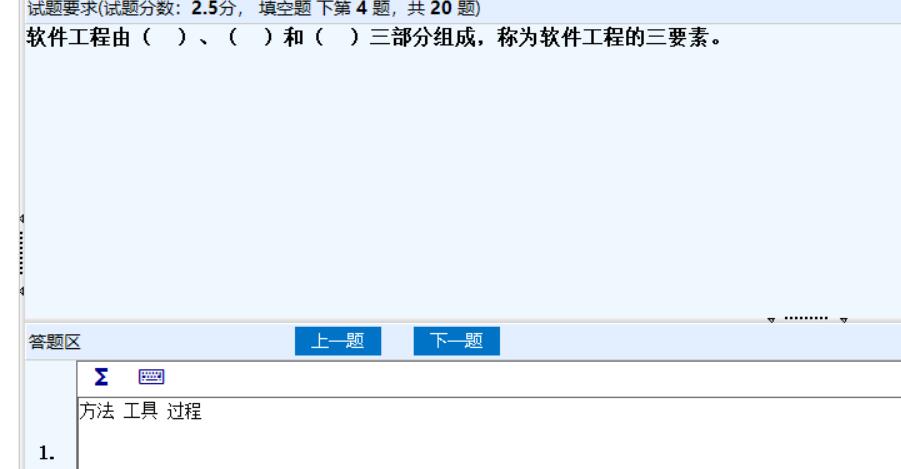 试题要求(试题分数：2.5分， 填空题 下第 4 题，共 20 题)
软件工程由（　）、（　）和（　）三部分组成，称为软件工程的三要素。
答题区 上一题 下一题
Σ
方法 工具 过程
1.